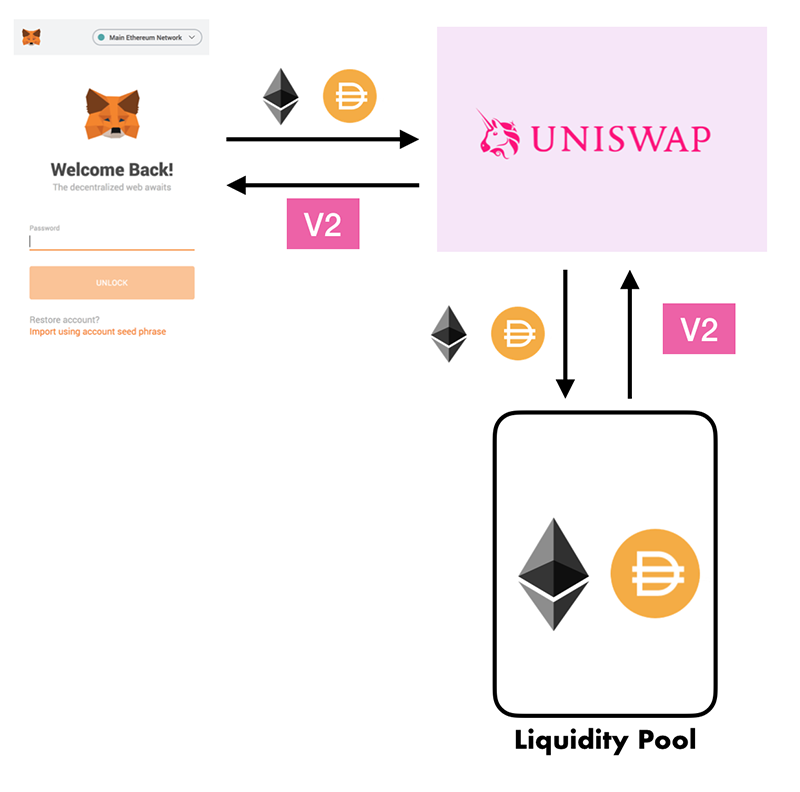 Main Ethereum Network
Welcome Back!
The decentralized web awaits
Password
UNLOCK
Restore account?
Import using account seed phrase
V2
UNISWAP
V2
Liquidity Pool